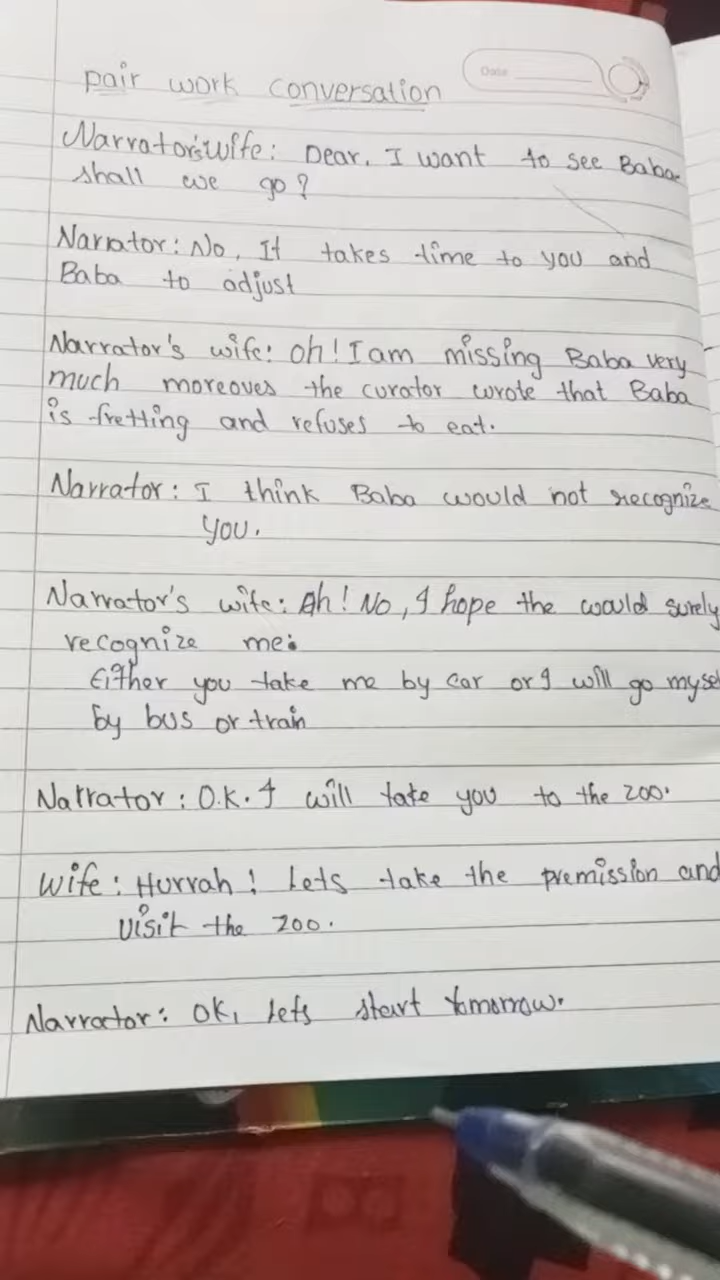 pair work conversation
Date
Narrator'swife: Dear, I want to see Baba
shall we go?
Narrator: No, It takes time to you and
Baba to adjust
Narrator's wife: oh! I am missing Baba very
much moreoves the curator wrote that Baba
is fretting and refuses to eat.
Narrator: I think Baba would not recognize
you.
Narrator's wife: Ah! No, I hope the would surely
recognize me.
Either you take me by car or I will go mysel
by bus or train
Narrator: O.K. I will take you to the zoo.
Wife: Hurrah! Lets take the premission and
visit the zoo.
Narrator: OK, Lets start tomorrow.